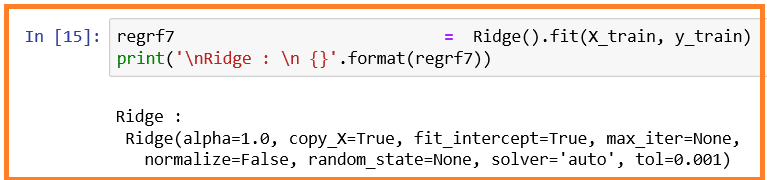 In [15]: regrf7 = Ridge().fit(X_train, y_train)
print('\nRidge : \n {}'.format(regrf7))
Ridge :
Ridge(alpha=1.0, copy_X=True, fit_intercept=True, max_iter=None,
normalize=False, random_state=None, solver='auto', tol=0.001)